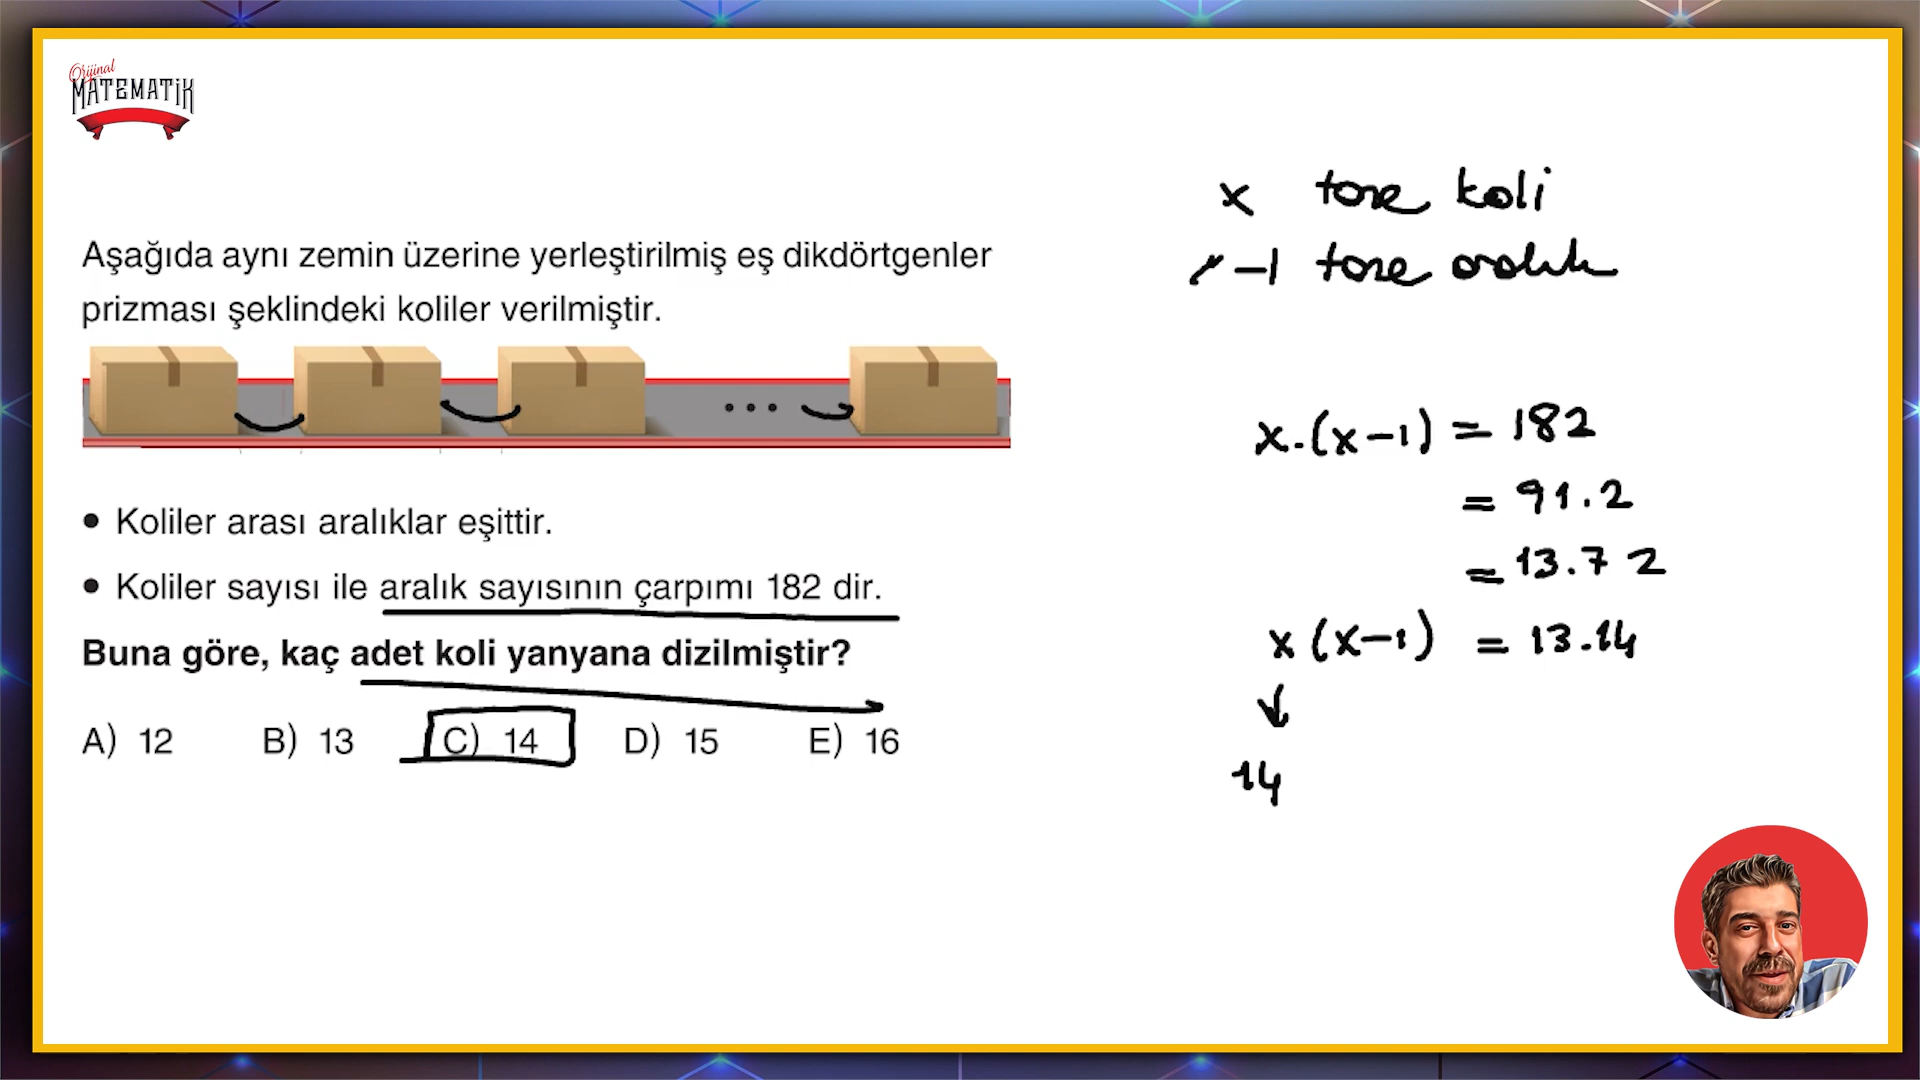 Orijinal
MATEMATİK
Aşağıda aynı zemin üzerine yerleştirilmiş eş dikdörtgenler
prizması şeklindeki koliler verilmiştir.
...
• Koliler arası aralıklar eşittir.
• Koliler sayısı ile aralık sayısının çarpımı 182 dir.
Buna göre, kaç adet koli yanyana dizilmiştir?
A) 12 B) 13 C) 14 D) 15 E) 16
x tane koli
x-1 tane aralık
x.(x-1) = 182
= 91.2
= 13.7 2
x(x-1) = 13.14
↓
14